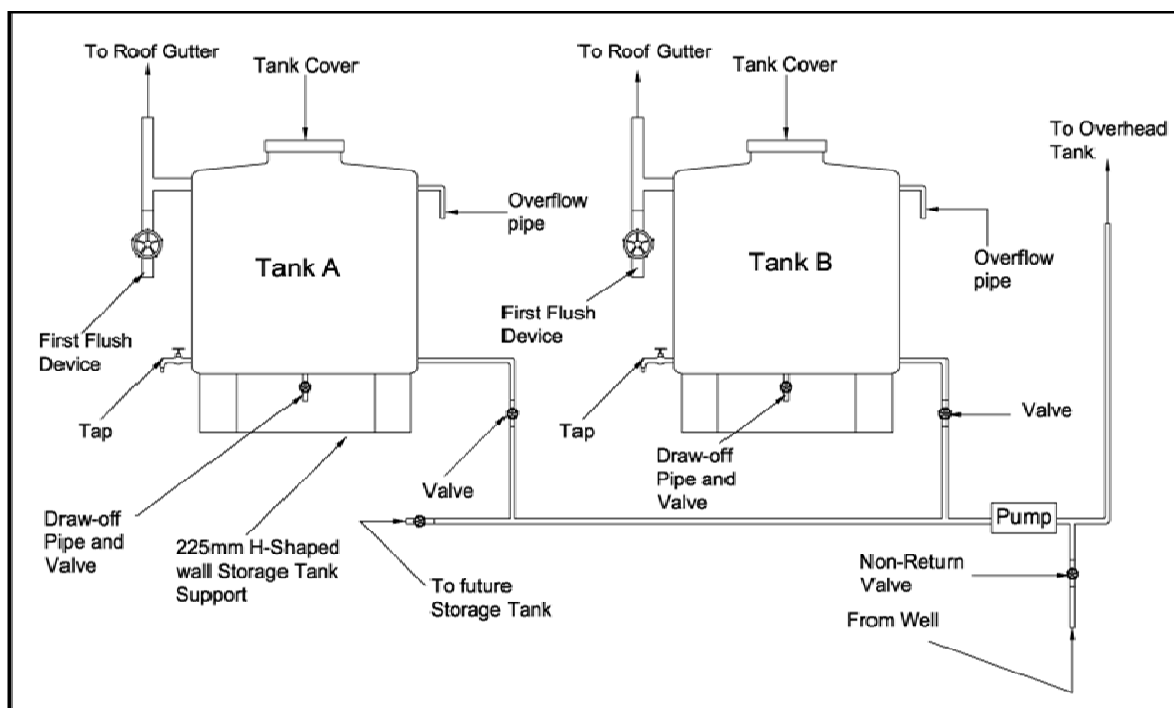 To Roof Gutter
Tank Cover
To Roof Gutter
Tank Cover
To Overhead
Tank
Overflow
pipe
Overflow
pipe
Tank A
Tank B
First Flush
Device
First Flush
Device
Tap
Tap
Valve
Valve
Draw-off
Pipe and
Valve
Draw-off
Pipe and
Valve
225mm H-Shaped
wall Storage Tank
Support
To future
Storage Tank
Pump
Non-Return
Valve
From Well